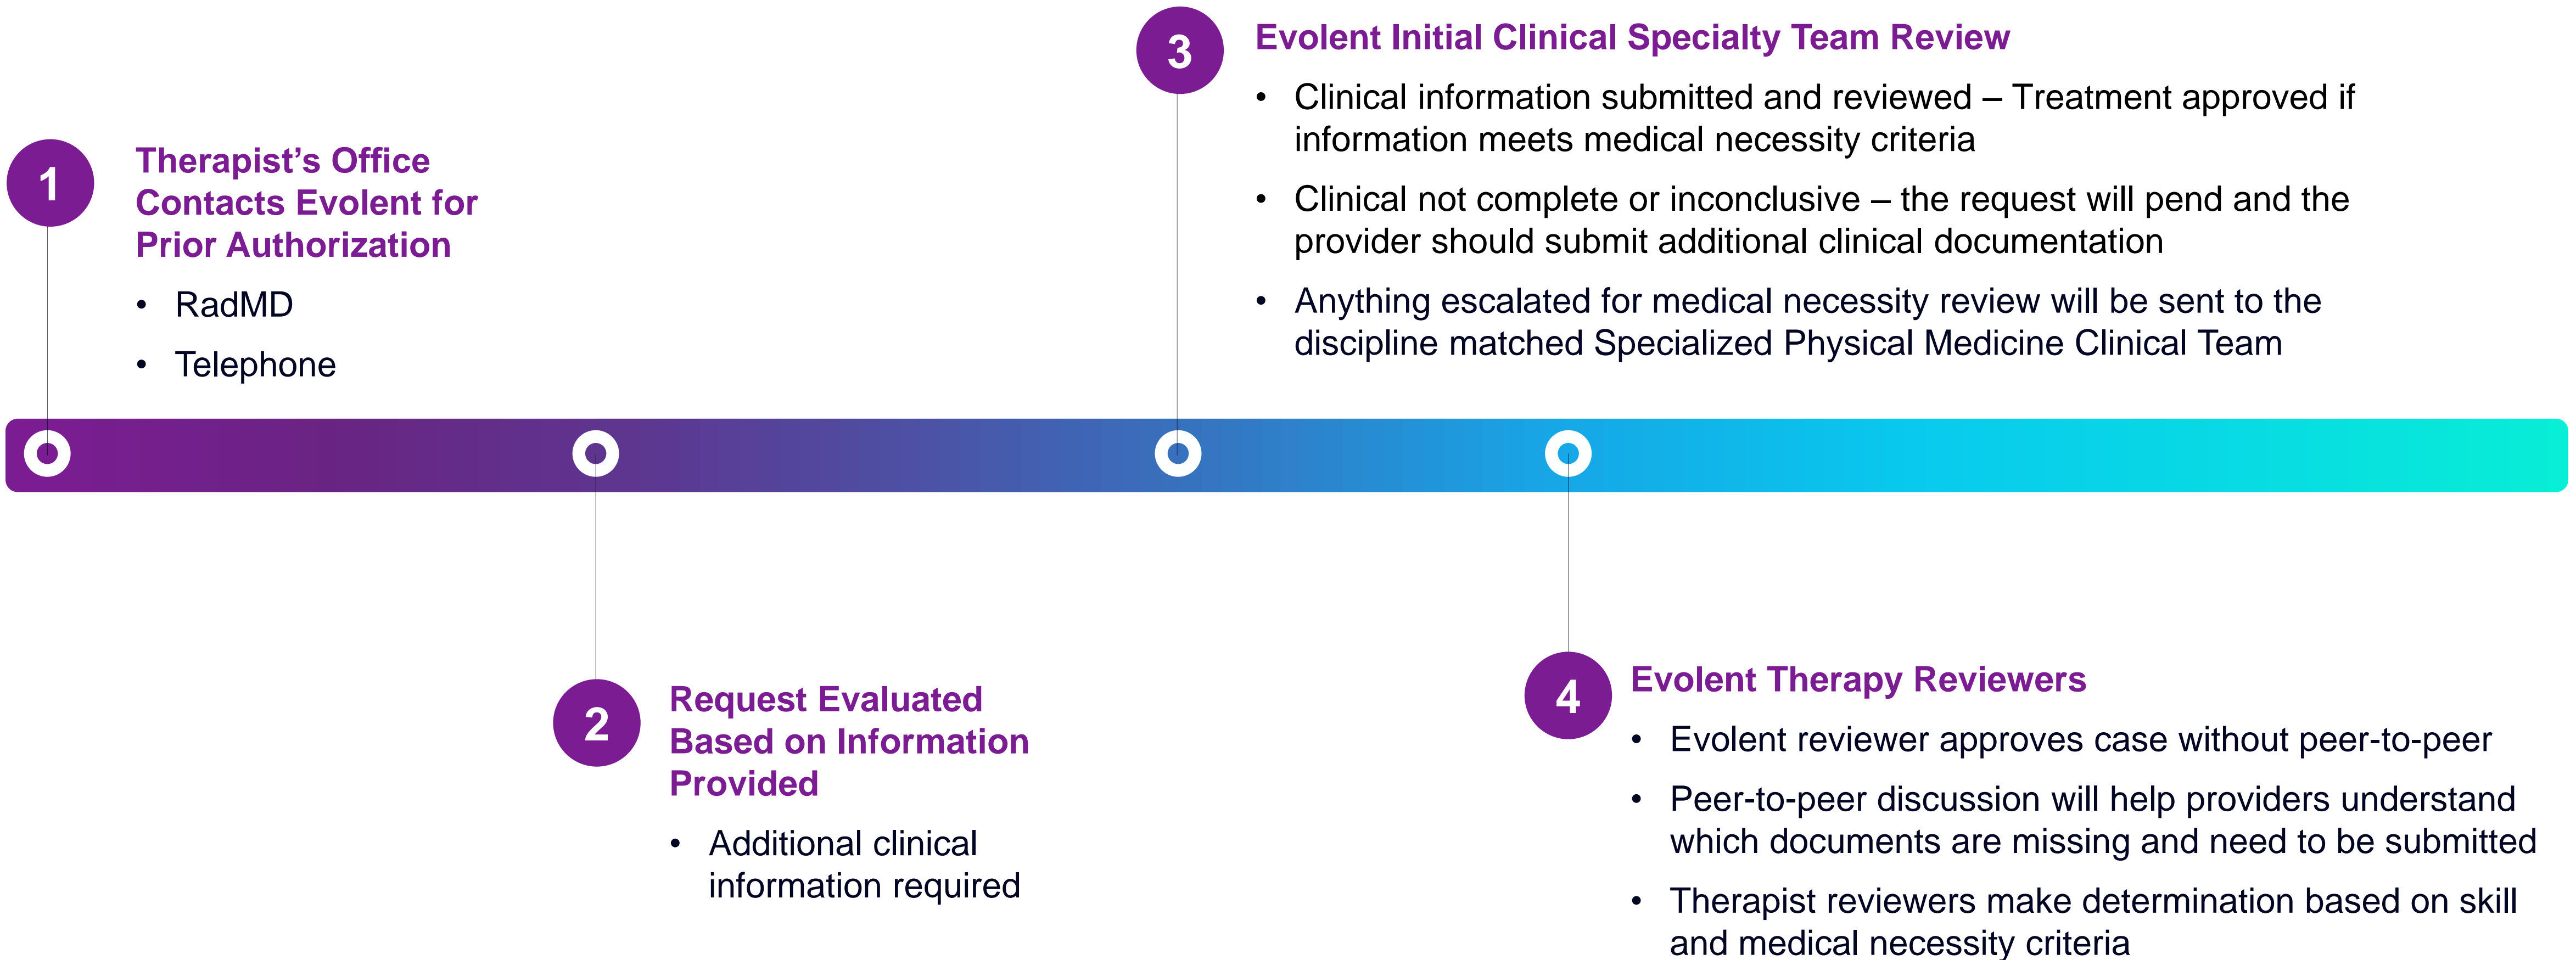 1
Therapist’s Office
Contacts Evolent for
Prior Authorization
• RadMD
• Telephone
2
Request Evaluated
Based on Information
Provided
• Additional clinical
information required
3
Evolent Initial Clinical Specialty Team Review
• Clinical information submitted and reviewed – Treatment approved if
information meets medical necessity criteria
• Clinical not complete or inconclusive – the request will pend and the
provider should submit additional clinical documentation
• Anything escalated for medical necessity review will be sent to the
discipline matched Specialized Physical Medicine Clinical Team
4
Evolent Therapy Reviewers
• Evolent reviewer approves case without peer-to-peer
• Peer-to-peer discussion will help providers understand
which documents are missing and need to be submitted
• Therapist reviewers make determination based on skill
and medical necessity criteria